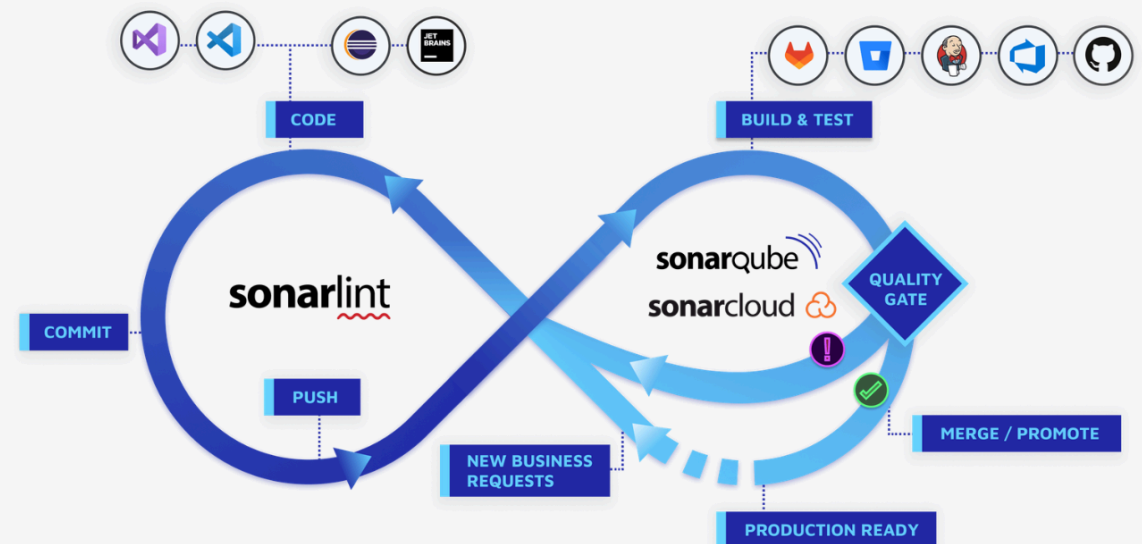 JET
BRAINS
CODE
BUILD & TEST
sonarqube
sonarcloud
sonarlint
QUALITY
GATE
COMMIT
PUSH
MERGE / PROMOTE
NEW BUSINESS
REQUESTS
PRODUCTION READY